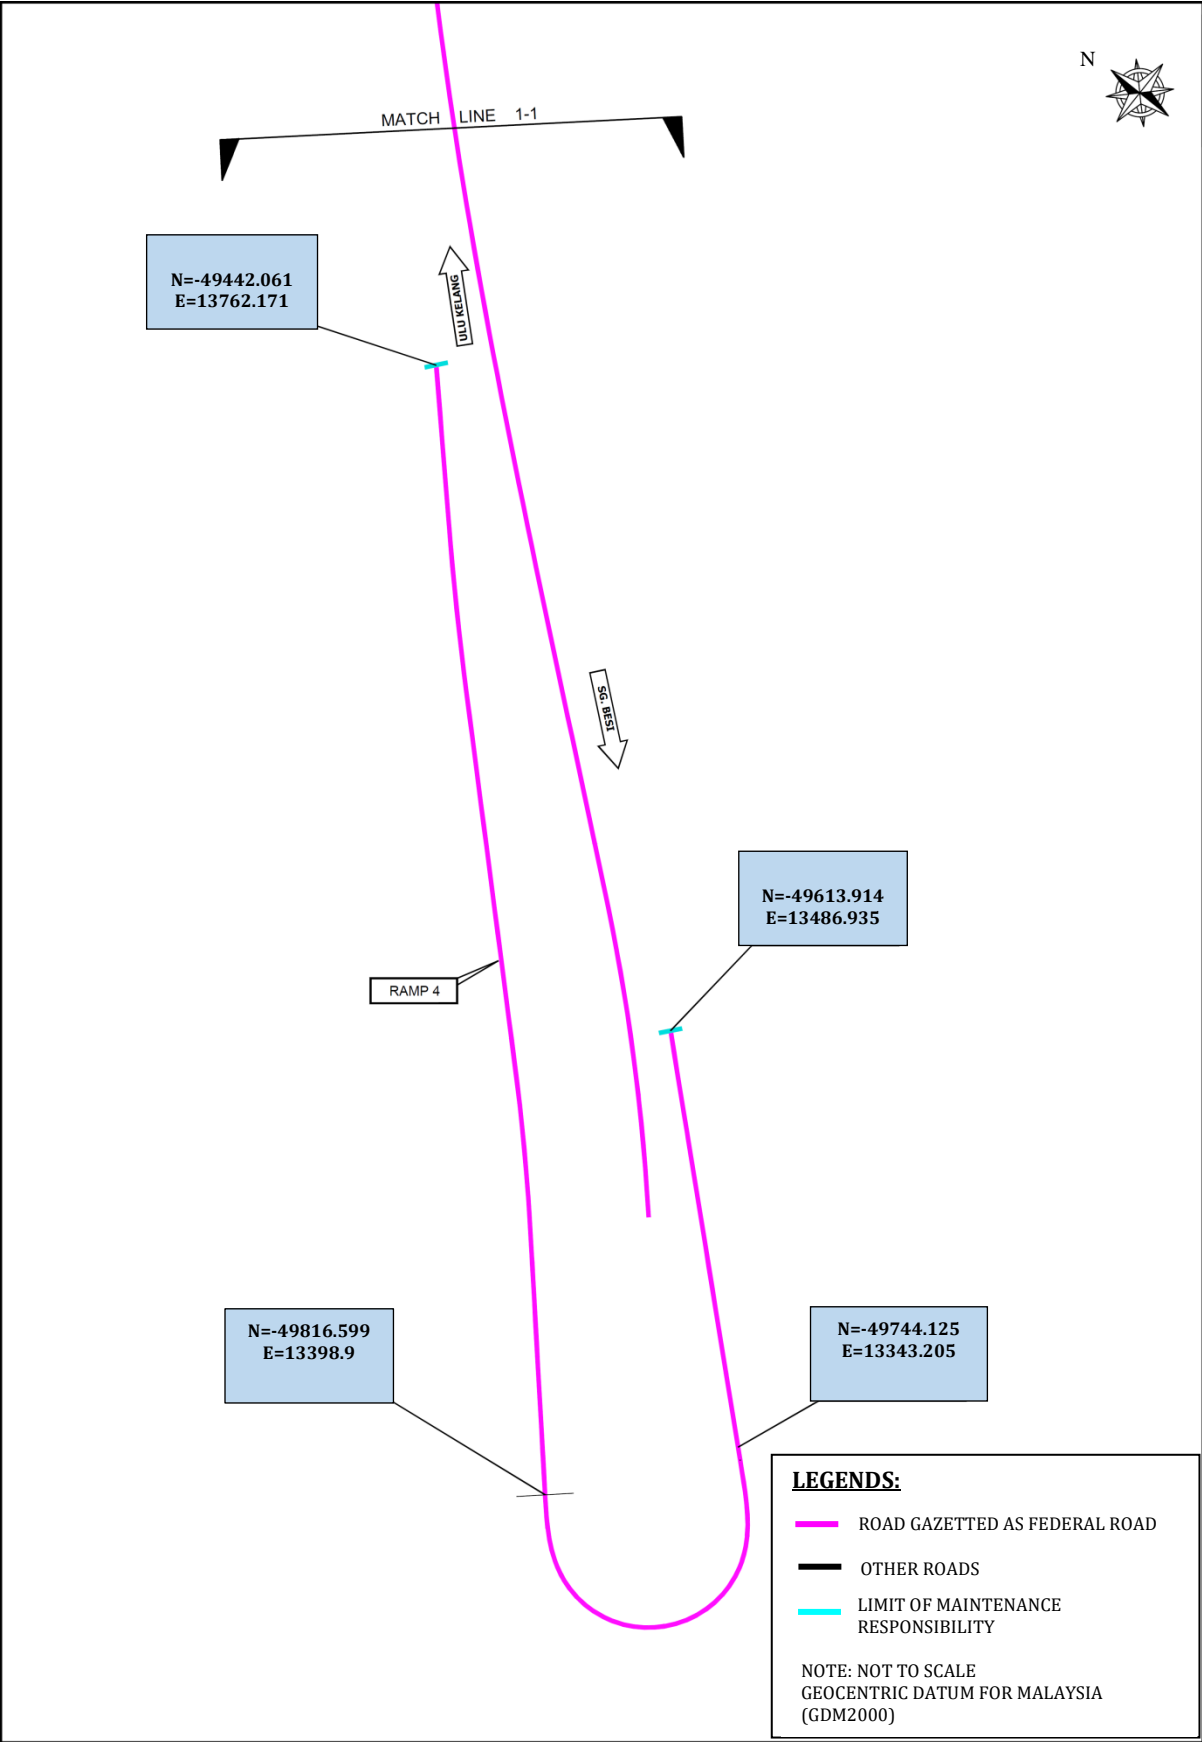 N
MATCH LINE 1-1
N=-49442.061
E=13762.171
ULU KELANG
SG. BESI
N=-49613.914
E=13486.935
RAMP 4
N=-49816.599
E=13398.9
N=-49744.125
E=13343.205
LEGENDS:
ROAD GAZETTED AS FEDERAL ROAD
OTHER ROADS
LIMIT OF MAINTENANCE
RESPONSIBILITY
NOTE: NOT TO SCALE
GEOCENTRIC DATUM FOR MALAYSIA
(GDM2000)